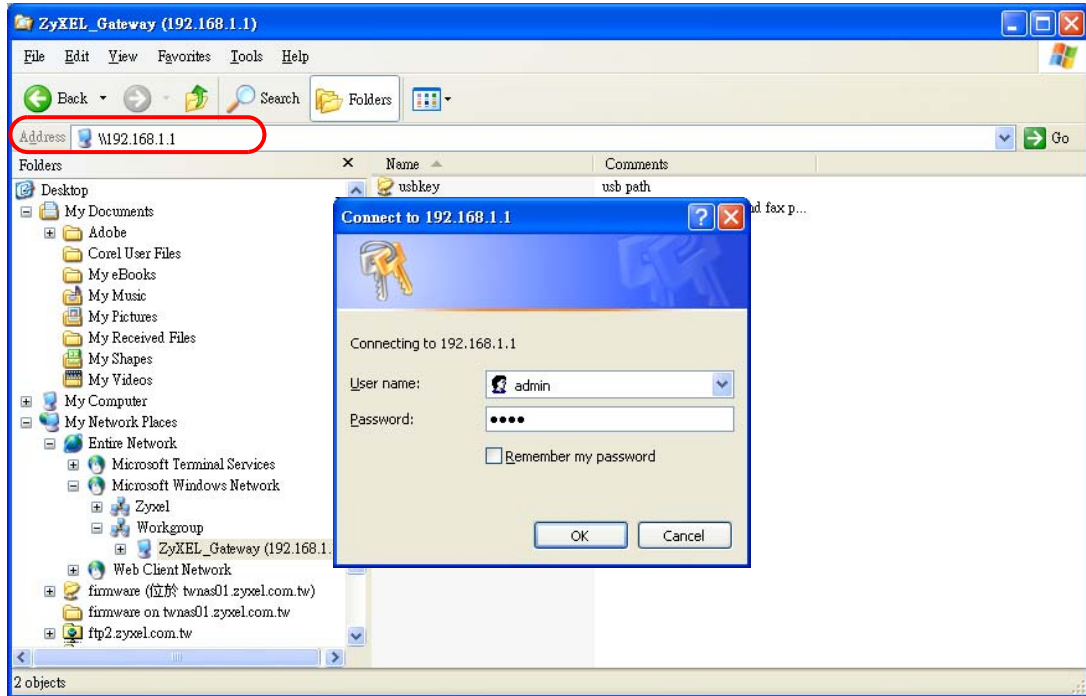 ZyXEL_Gateway (192.168.1.1)
File Edit View Favorites Tools Help
Back Search Folders
Address \\192.168.1.1 Go
Folders Name Comments
Desktop
My Documents
Adobe
Corel User Files
My eBooks
My Music
My Pictures
My Received Files
My Shapes
My Videos
My Computer
My Network Places
Entire Network
Microsoft Terminal Services
Microsoft Windows Network
Zyxel
Workgroup
ZyXEL_Gateway (192.168.1.
Web Client Network
firmware (位於 twnas01.zyxel.com.tw)
firmware on twnas01.zyxel.com.tw
ftp2.zyxel.com.tw
usbkey usb path
nd fax p...
Connect to 192.168.1.1
Connecting to 192.168.1.1
User name: admin
Password: ••••
Remember my password
OK Cancel
2 objects